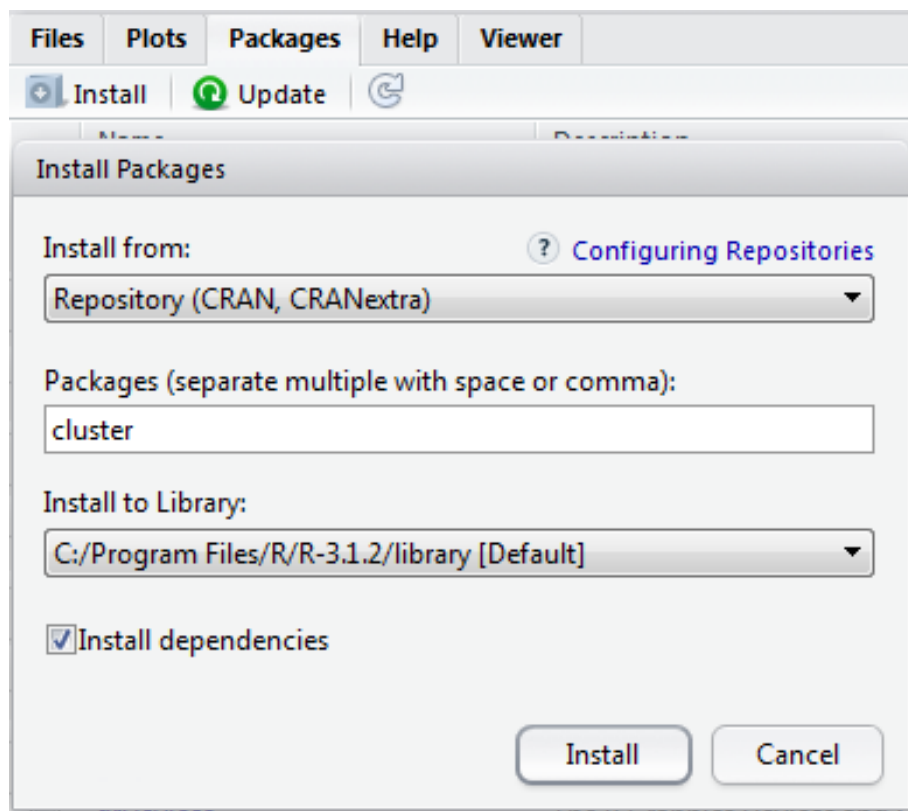 Files Plots Packages Help Viewer
Install Update
Name Description
Install Packages
Install from: ? Configuring Repositories
Repository (CRAN, CRANextra)
Packages (separate multiple with space or comma):
cluster
Install to Library:
C:/Program Files/R/R-3.1.2/library [Default]
Install dependencies
Install Cancel